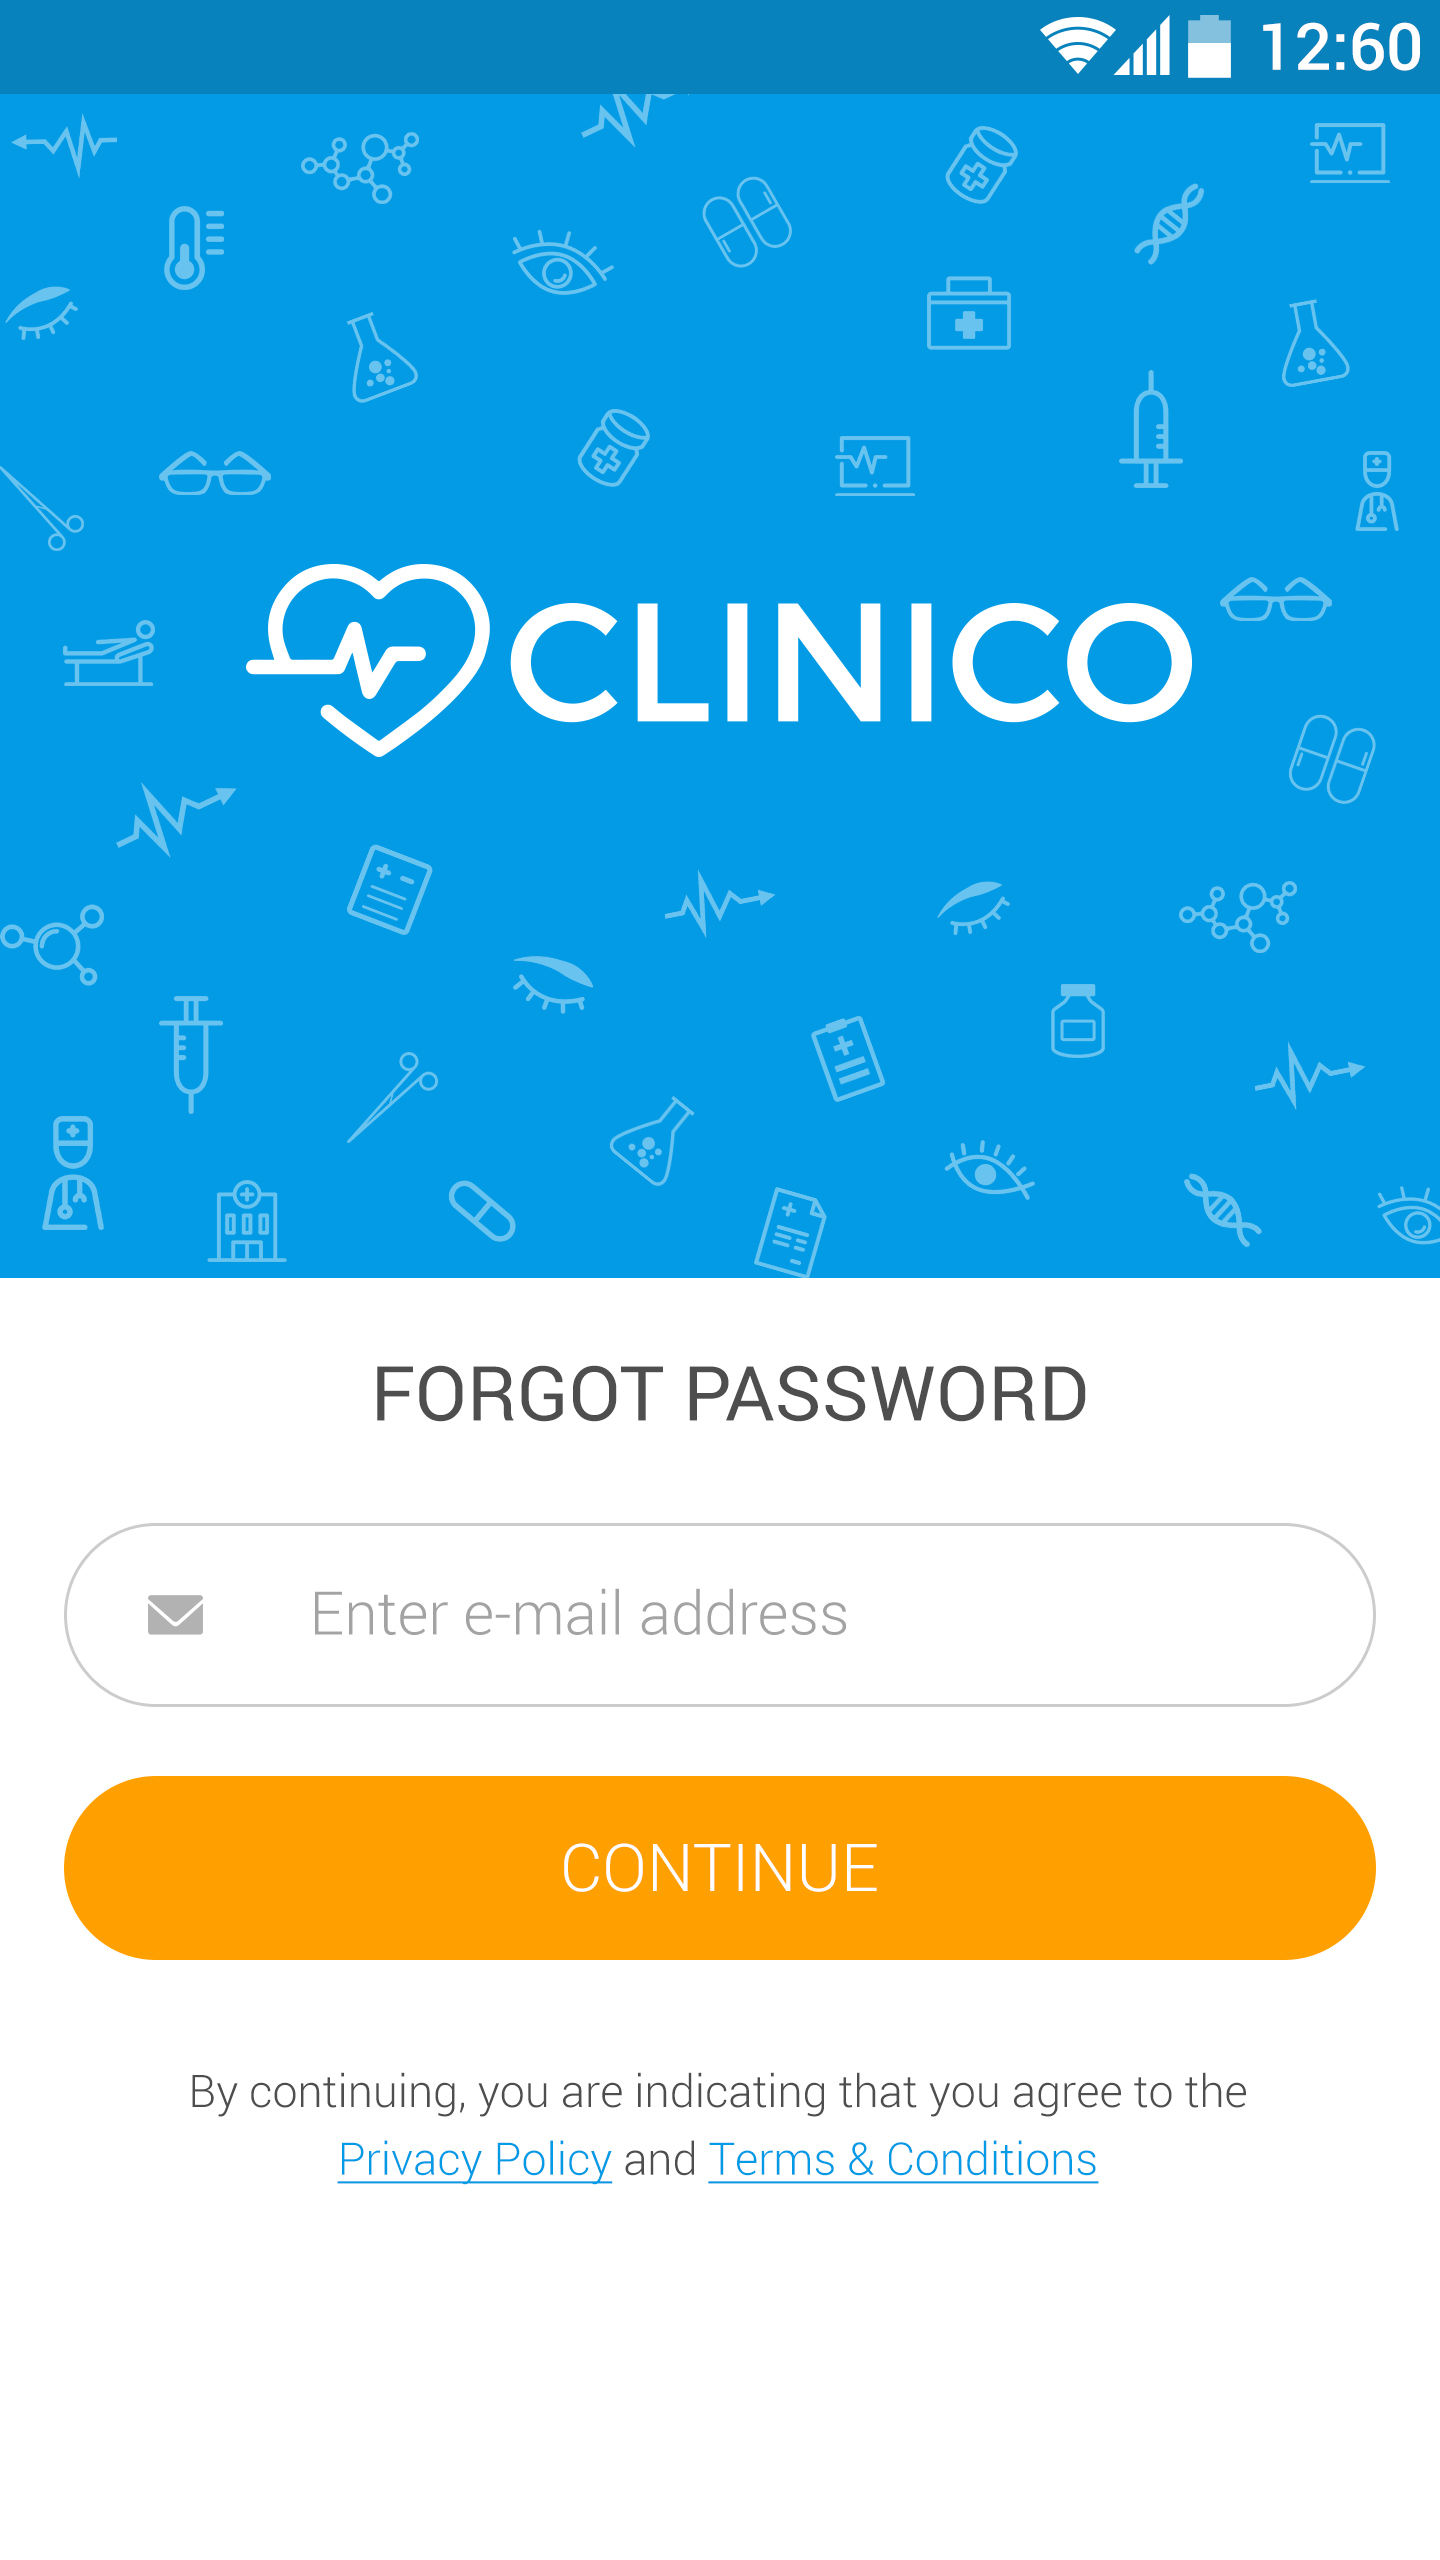 12:60
CLINICO
FORGOT PASSWORD
Enter e-mail address
CONTINUE
By continuing, you are indicating that you agree to the
Privacy Policy and Terms & Conditions